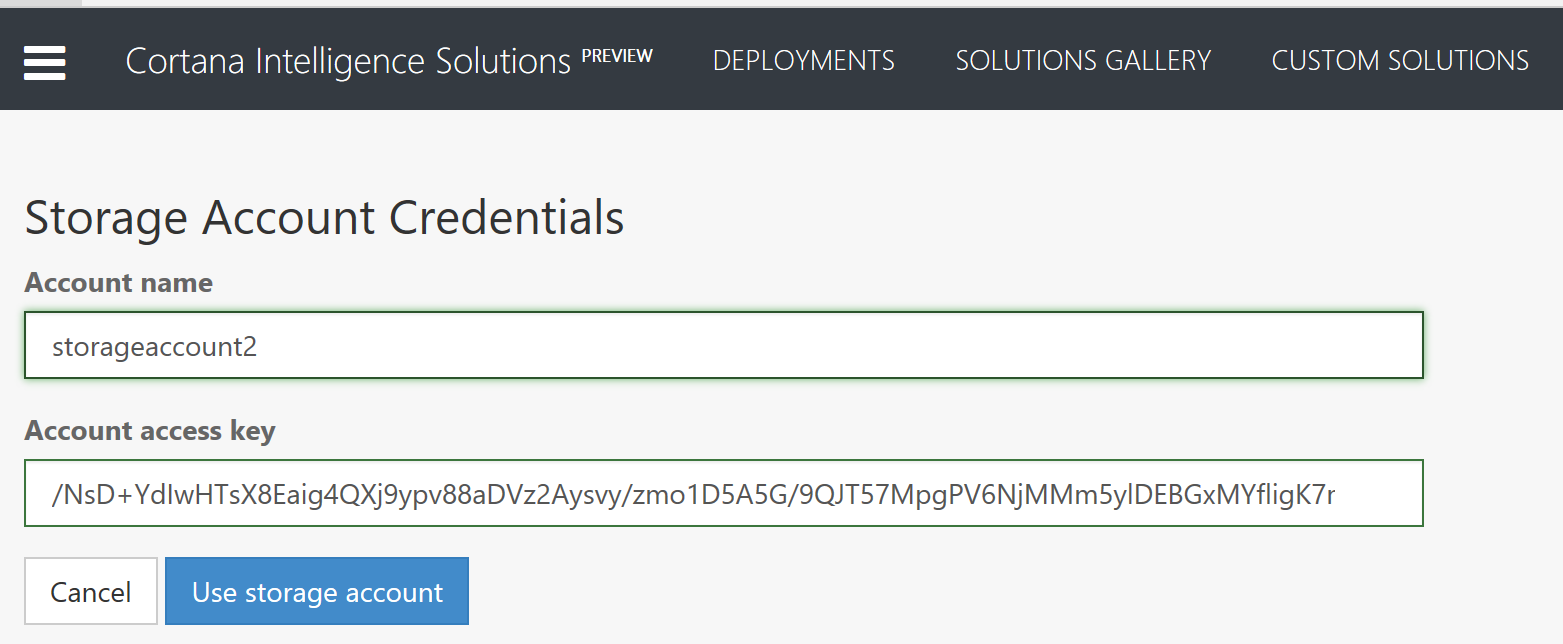 Cortana Intelligence Solutions PREVIEW DEPLOYMENTS SOLUTIONS GALLERY CUSTOM SOLUTIONS
Storage Account Credentials
Account name
storageaccount2
Account access key
/NsD+YdIwHTsX8Eaig4QXj9ypv88aDVz2Aysvy/zmo1D5A5G/9QJT57MpgPV6NjMMm5ylDEBGxMYfligK7r
Cancel Use storage account